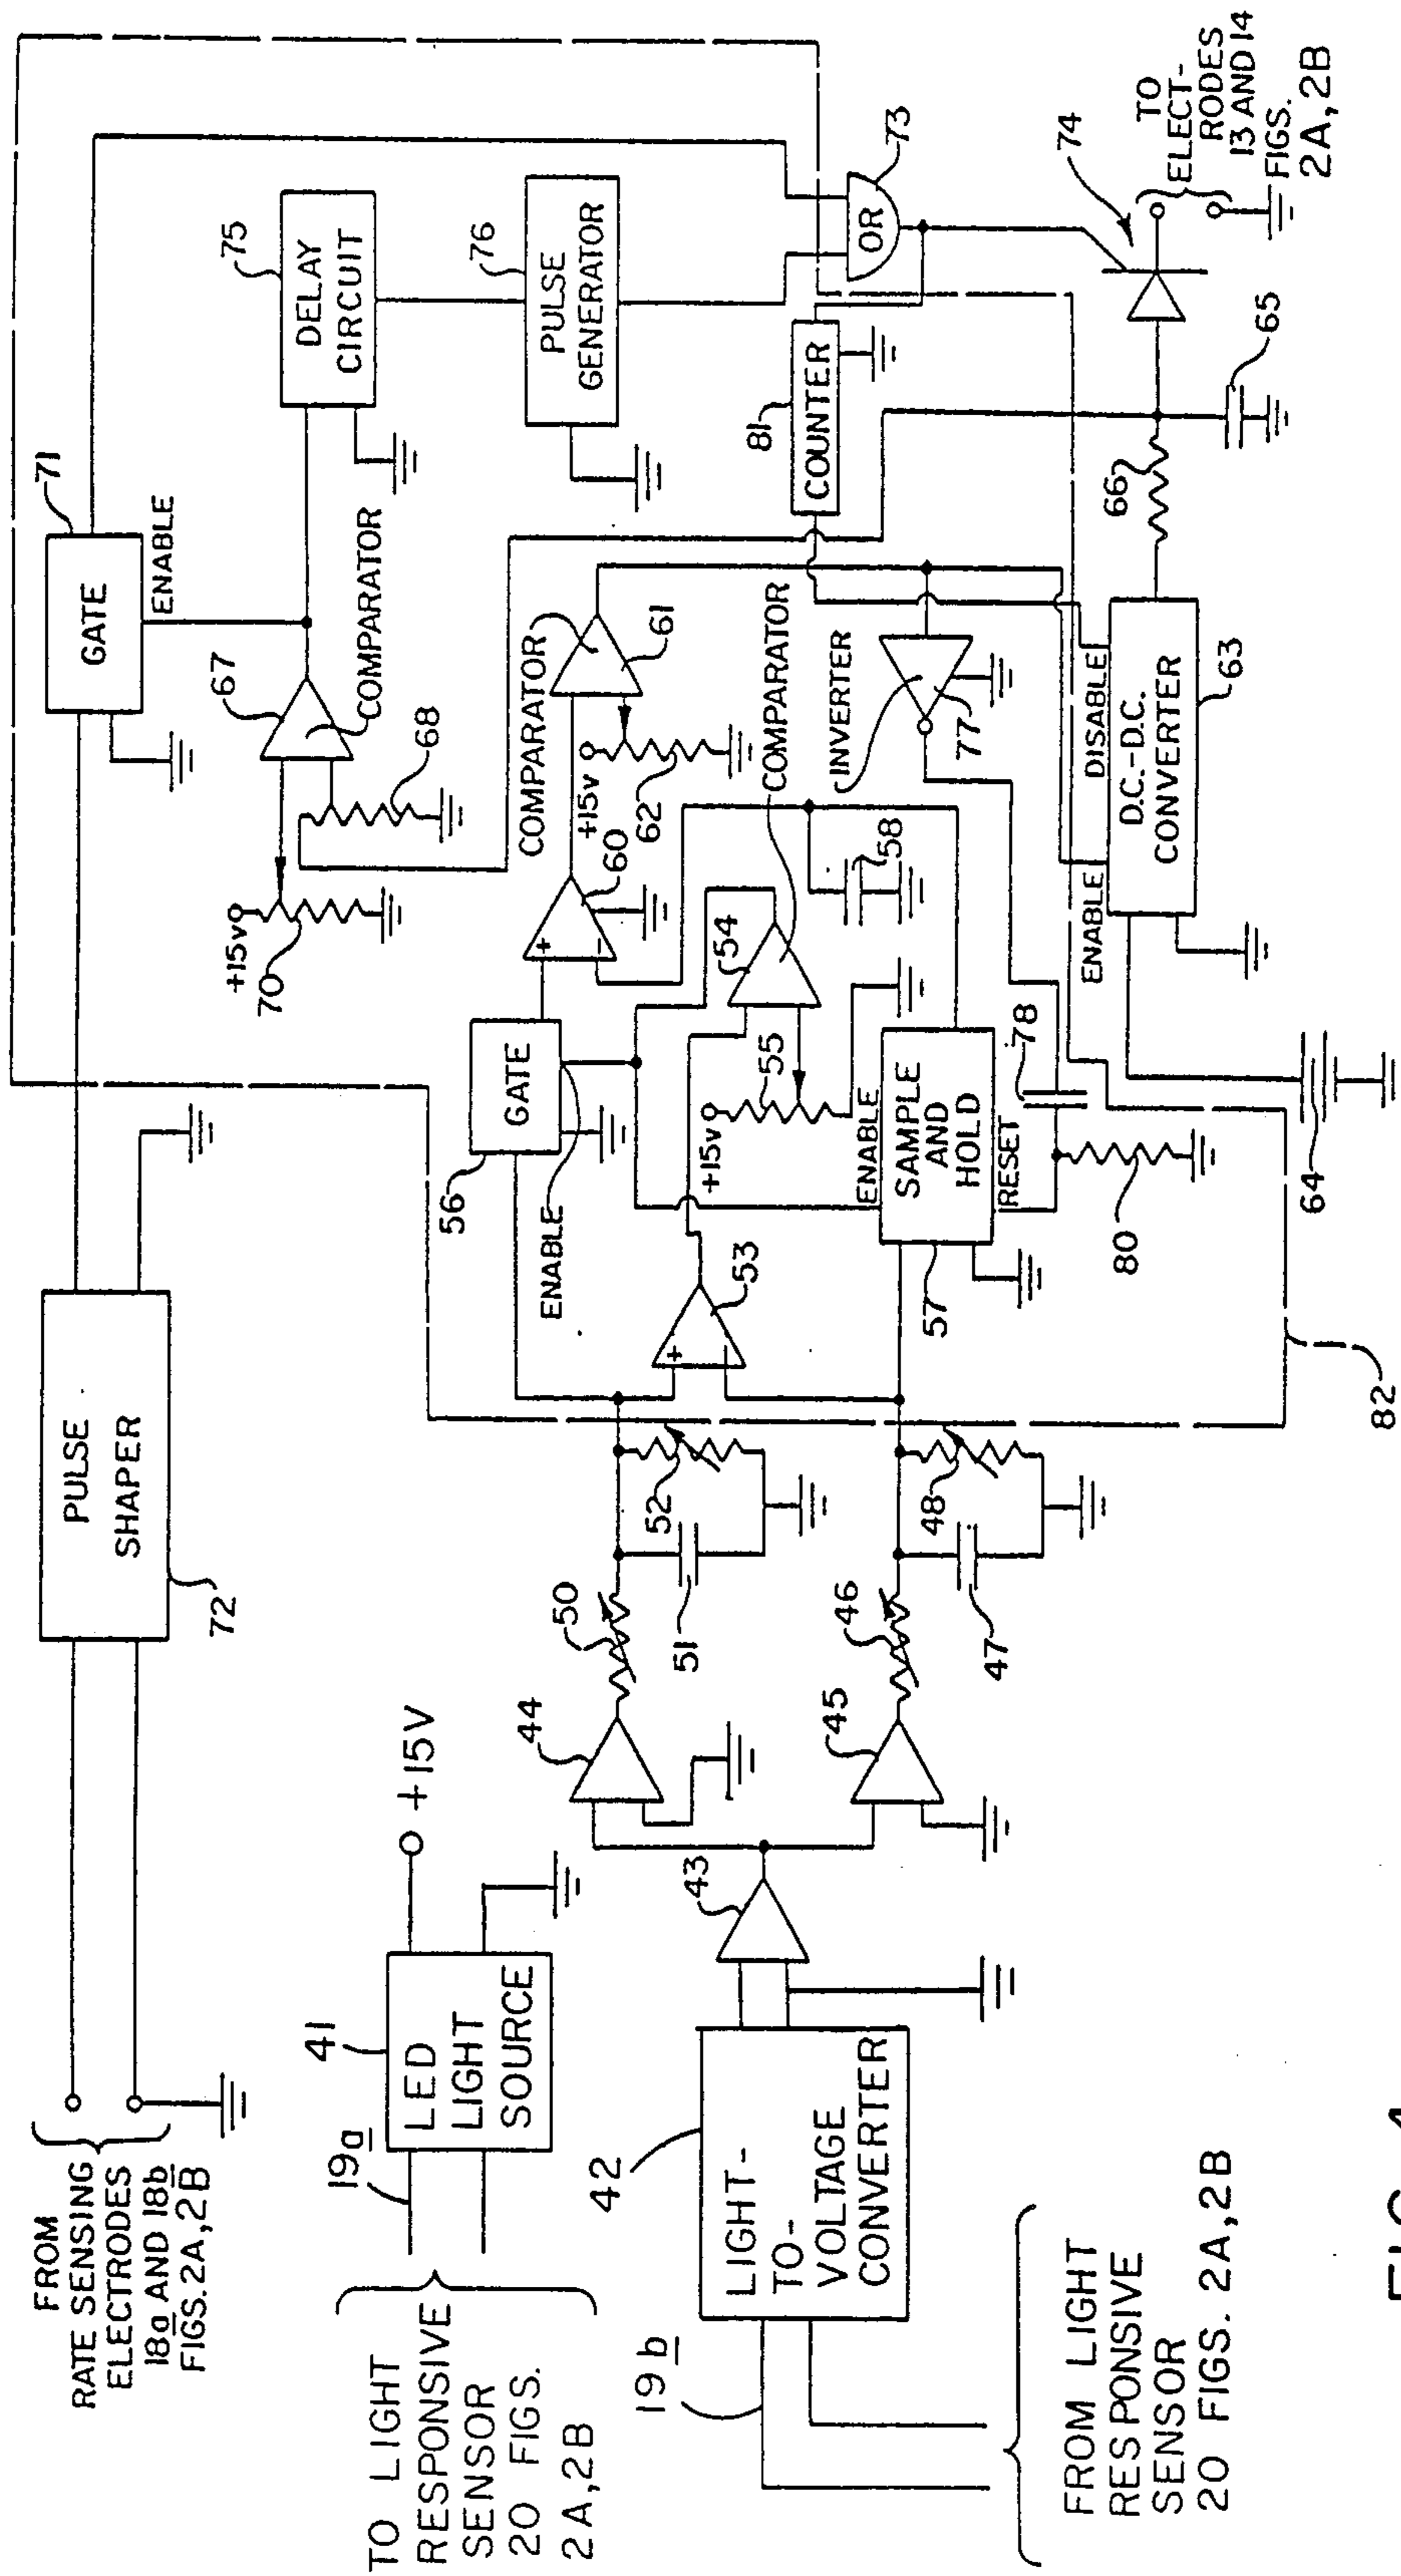 FROM
RATE SENSING
ELECTRODES
18a AND 18b
FIGS. 2A, 2B
PULSE
SHAPER
72
GATE
71
ENABLE
67
COMPARATOR
68
+15v
70
DELAY
CIRCUIT
75
PULSE
GENERATOR
76
OR
73
74
TO
ELECT-
RODES
13 AND 14
FIGS.
2A, 2B
TO LIGHT
RESPONSIVE
SENSOR
20 FIGS.
2A, 2B
19a
41
LED
LIGHT
SOURCE
+15V
FROM LIGHT
RESPONSIVE
SENSOR
20 FIGS. 2A, 2B
19b
42
LIGHT-
TO-
VOLTAGE
CONVERTER
43
44
45
50
51
52
46
47
48
53
+
-
GATE
56
ENABLE
60
+
-
COMPARATOR
61
+15v
62
54
COMPARATOR
+15v
55
58
ENABLE
SAMPLE
AND
HOLD
RESET
57
78
80
INVERTER
77
COUNTER
81
ENABLE
DISABLE
D.C.-D.C.
CONVERTER
63
64
65
66
82